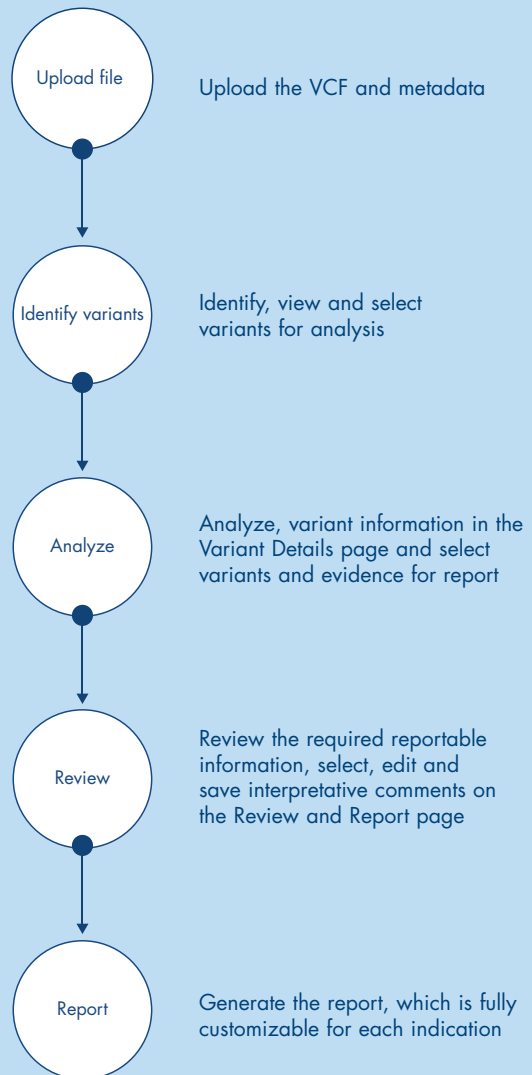 Upload file
Upload the VCF and metadata
Identify variants
Identify, view and select
variants for analysis
Analyze
Analyze, variant information in the
Variant Details page and select
variants and evidence for report
Review
Review the required reportable
information, select, edit and
save interpretative comments on
the Review and Report page
Report
Generate the report, which is fully
customizable for each indication